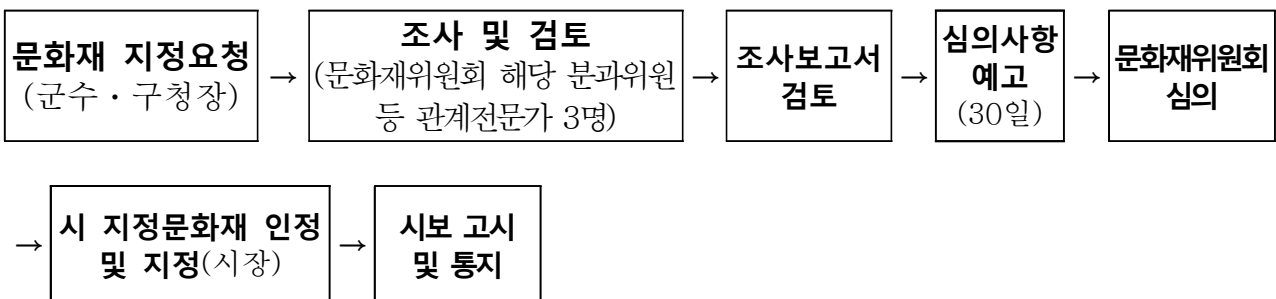 문화재 지정요청
(군수・구청장)
→
조사 및 검토
(문화재위원회 해당 분과위원
등 관계전문가 3명)
→
조사보고서
검토
→
심의사항
예고
(30일)
→
문화재위원회
심의
→
시 지정문화재 인정
및 지정(시장)
→
시보 고시
및 통지